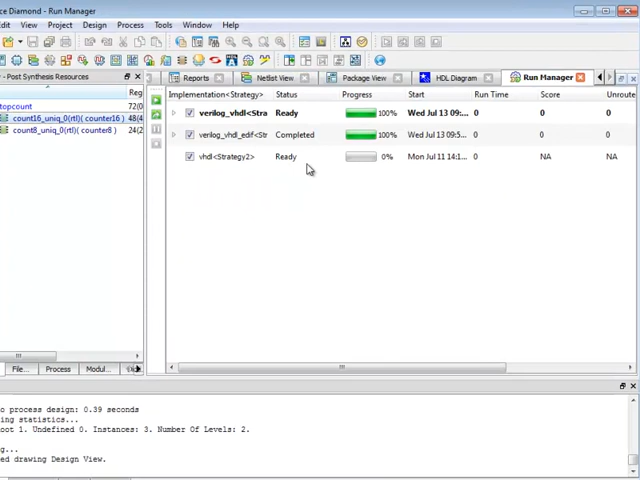 ce Diamond - Run Manager
Edit View Project Design Process Tools Window Help
- Post Synthesis Resources
Reports Netlist View Package View HDL Diagram Run Manager
Reg
topcount 72(0
count16_uniq_0(rtl)( counter16 ) 48(4
count8_uniq_0(rtl)( counter8 ) 24(2
Implementation<Strategy> Status Progress Start Run Time Score Unroute
verilog_vhdl<Stra Ready 100% Wed Jul 13 09:... 0 0 0
verilog_vhdl_edif<Str Completed 100% Wed Jul 13 09:5... 0 0 0
vhdl<Strategy2> Ready 0% Mon Jul 11 14:1... 0 NA NA
File... Process Modul...
o process design: 0.39 seconds
ing statistics...
oot 1. Undefined 0. Instances: 3. Number Of Levels: 2.
g...
ed drawing Design View.